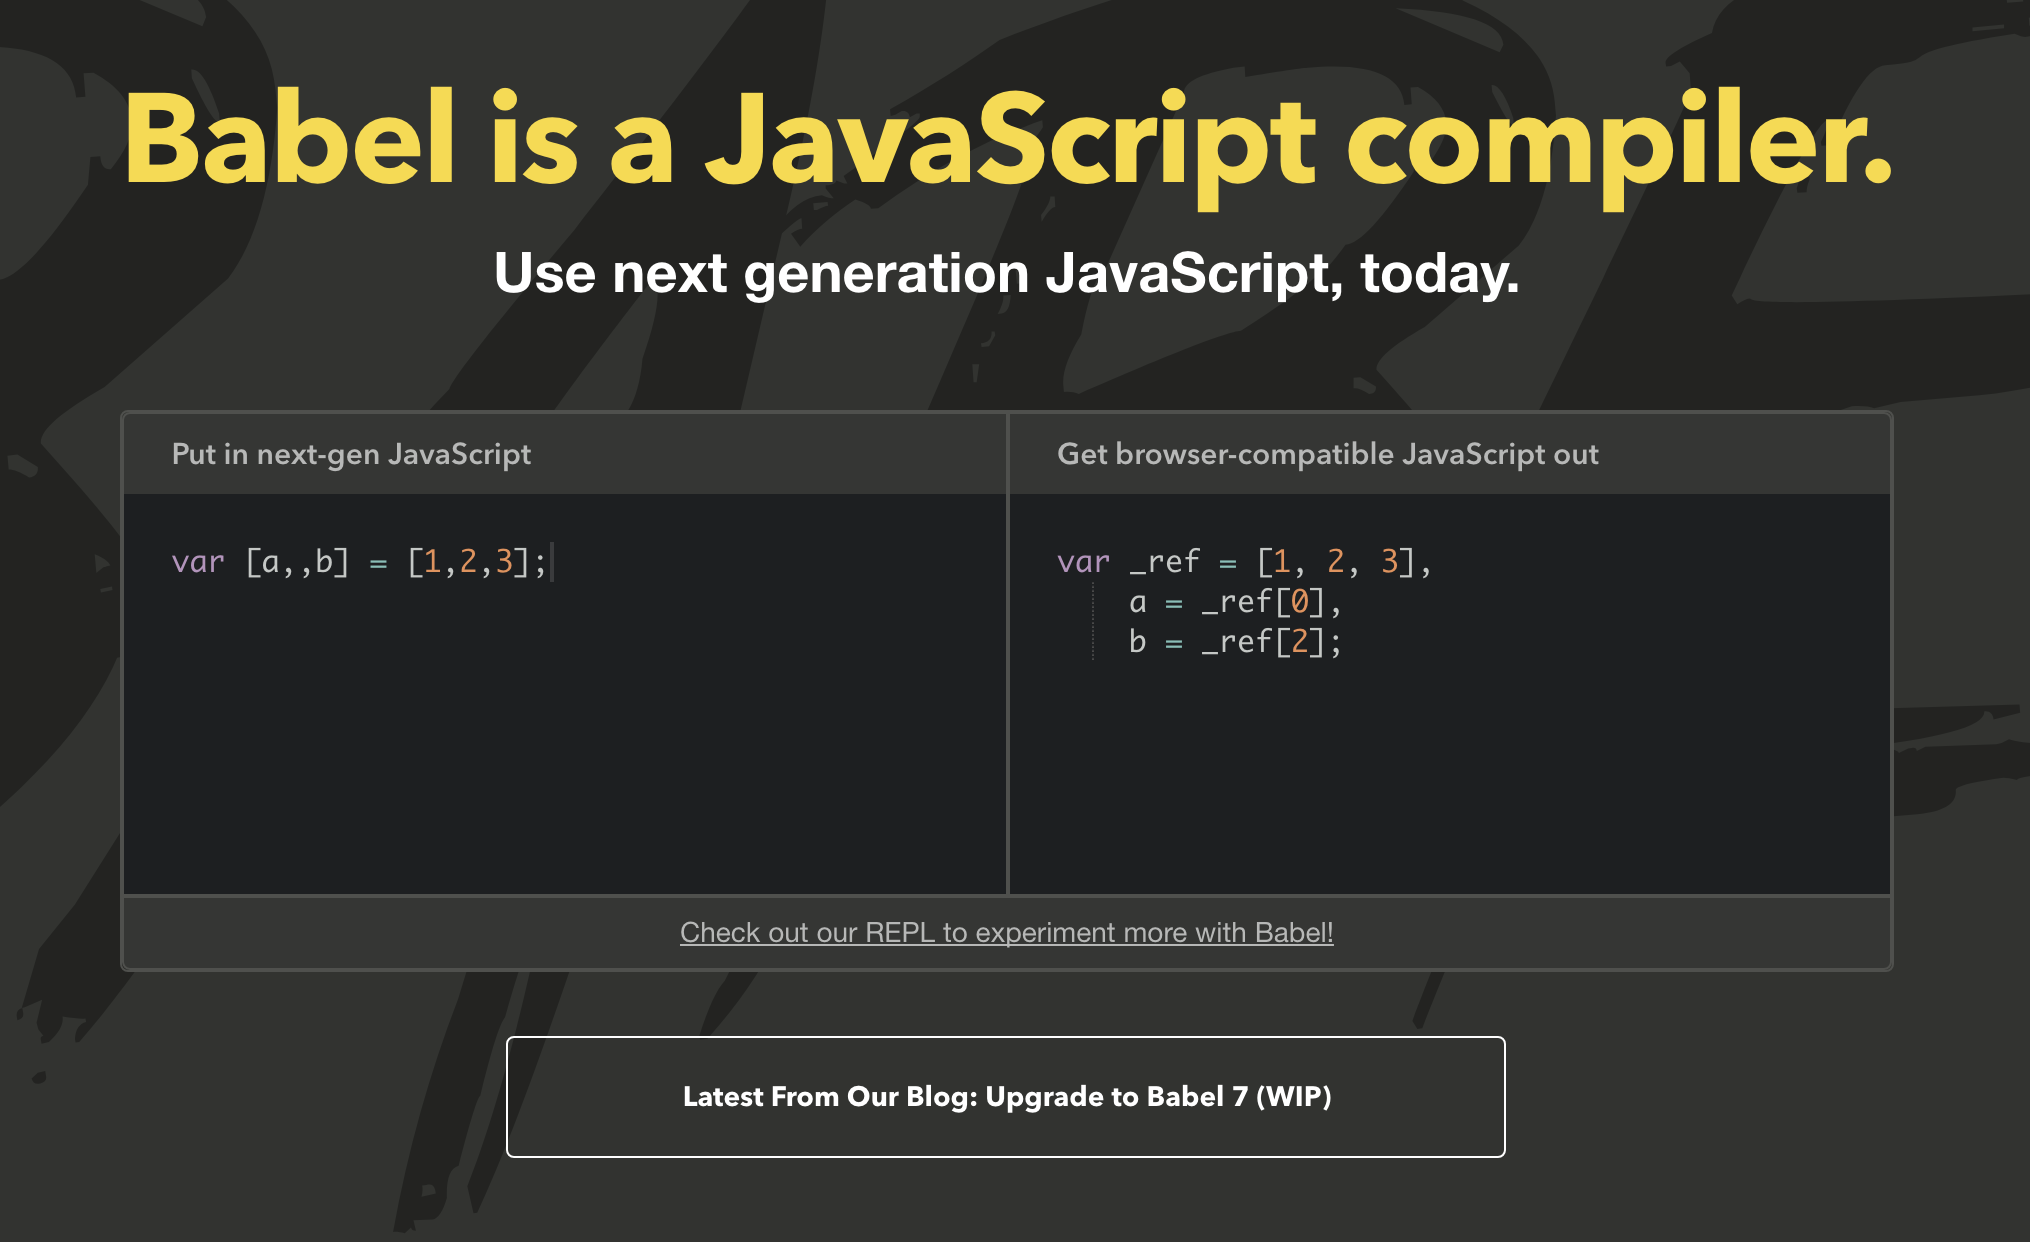 Babel is a JavaScript compiler.
Use next generation JavaScript, today.
Put in next-gen JavaScript
var [a,,b] = [1,2,3];
Get browser-compatible JavaScript out
var _ref = [1, 2, 3],
    a = _ref[0],
    b = _ref[2];
Check out our REPL to experiment more with Babel!
Latest From Our Blog: Upgrade to Babel 7 (WIP)